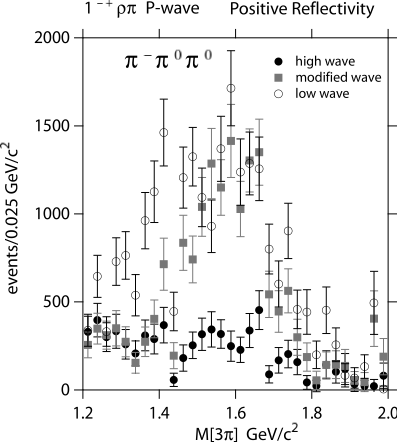 1⁻⁺ ρπ P-wave Positive Reflectivity
2000
π⁻π⁰π⁰
high wave
modified wave
low wave
1500
1000
500
0
events/0.025 GeV/c²
1.2 1.4 1.6 1.8 2.0
M[3π] GeV/c²